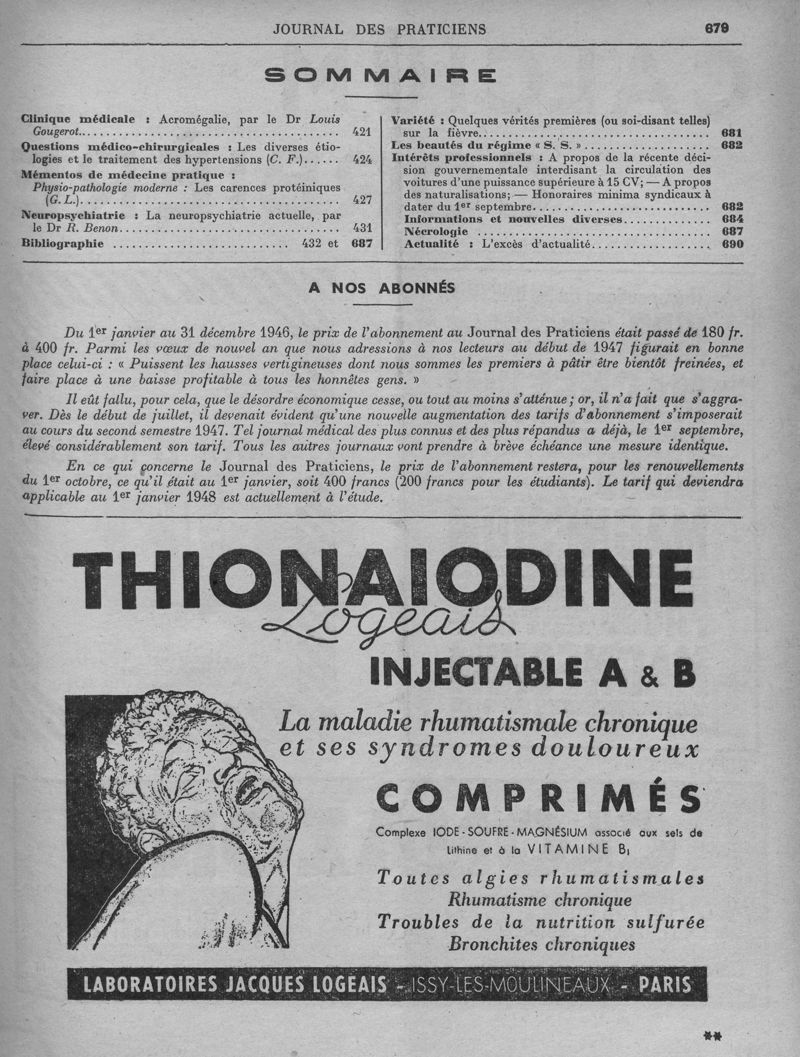 JOURNAL DES PRATICIENS 679
SOMMAIRE
Clinique médicale : Acromégalie, par le Dr Louis
Gougerot........................................ 421
Questions médico-chirurgicales : Les diverses étio-
logies et le traitement des hypertensions (C. F.)...... 424
Mémentos de médecine pratique :
Physio-pathologie moderne : Les carences protéiniques
(G. L.)........................................ 427
Neuropsychiatrie : La neuropsychiatrie actuelle, par
le Dr R. Benon.................................. 431
Bibliographie ........................... 432 et 687
Variété : Quelques vérités premières (ou soi-disant telles)
sur la fièvre.................................... 681
Les beautés du régime « S. S. » ................... 682
Intérêts professionnels : A propos de la récente déci-
sion gouvernementale interdisant la circulation des
voitures d'une puissance supérieure à 15 CV; — A propos
des naturalisations; — Honoraires minima syndicaux à
dater du 1er septembre........................... 682
Informations et nouvelles diverses.............. 684
Nécrologie ................................... 687
Actualité : L'excès d'actualité................... 690
A NOS ABONNÉS
Du 1er janvier au 31 décembre 1946, le prix de l'abonnement au Journal des Praticiens était passé de 180 fr.
à 400 fr. Parmi les vœux de nouvel an que nous adressions à nos lecteurs au début de 1947 figurait en bonne
place celui-ci : « Puissent les hausses vertigineuses dont nous sommes les premiers à pâtir être bientôt freinées, et
faire place à une baisse profitable à tous les honnêtes gens. »
Il eût fallu, pour cela, que le désordre économique cesse, ou tout au moins s'atténue ; or, il n'a fait que s'aggra-
ver. Dès le début de juillet, il devenait évident qu'une nouvelle augmentation des tarifs d'abonnement s'imposerait
au cours du second semestre 1947. Tel journal médical des plus connus et des plus répandus a déjà, le 1er septembre,
élevé considérablement son tarif. Tous les autres journaux vont prendre à brève échéance une mesure identique.
En ce qui concerne le Journal des Praticiens, le prix de l'abonnement restera, pour les renouvellements
du 1er octobre, ce qu'il était au 1er janvier, soit 400 francs (200 francs pour les étudiants). Le tarif qui deviendra
applicable au 1er janvier 1948 est actuellement à l'étude.
THIONAIODINE
Logeais
INJECTABLE A & B
La maladie rhumatismale chronique
et ses syndromes douloureux
COMPRIMÉS
Complexe IODE-SOUFRE-MAGNÉSIUM associé aux sels de
Lithine et à la VITAMINE B1
Toutes algies rhumatismales
Rhumatisme chronique
Troubles de la nutrition sulfurée
Bronchites chroniques
LABORATOIRES JACQUES LOGEAIS - ISSY-LES-MOULINEAUX - PARIS
**